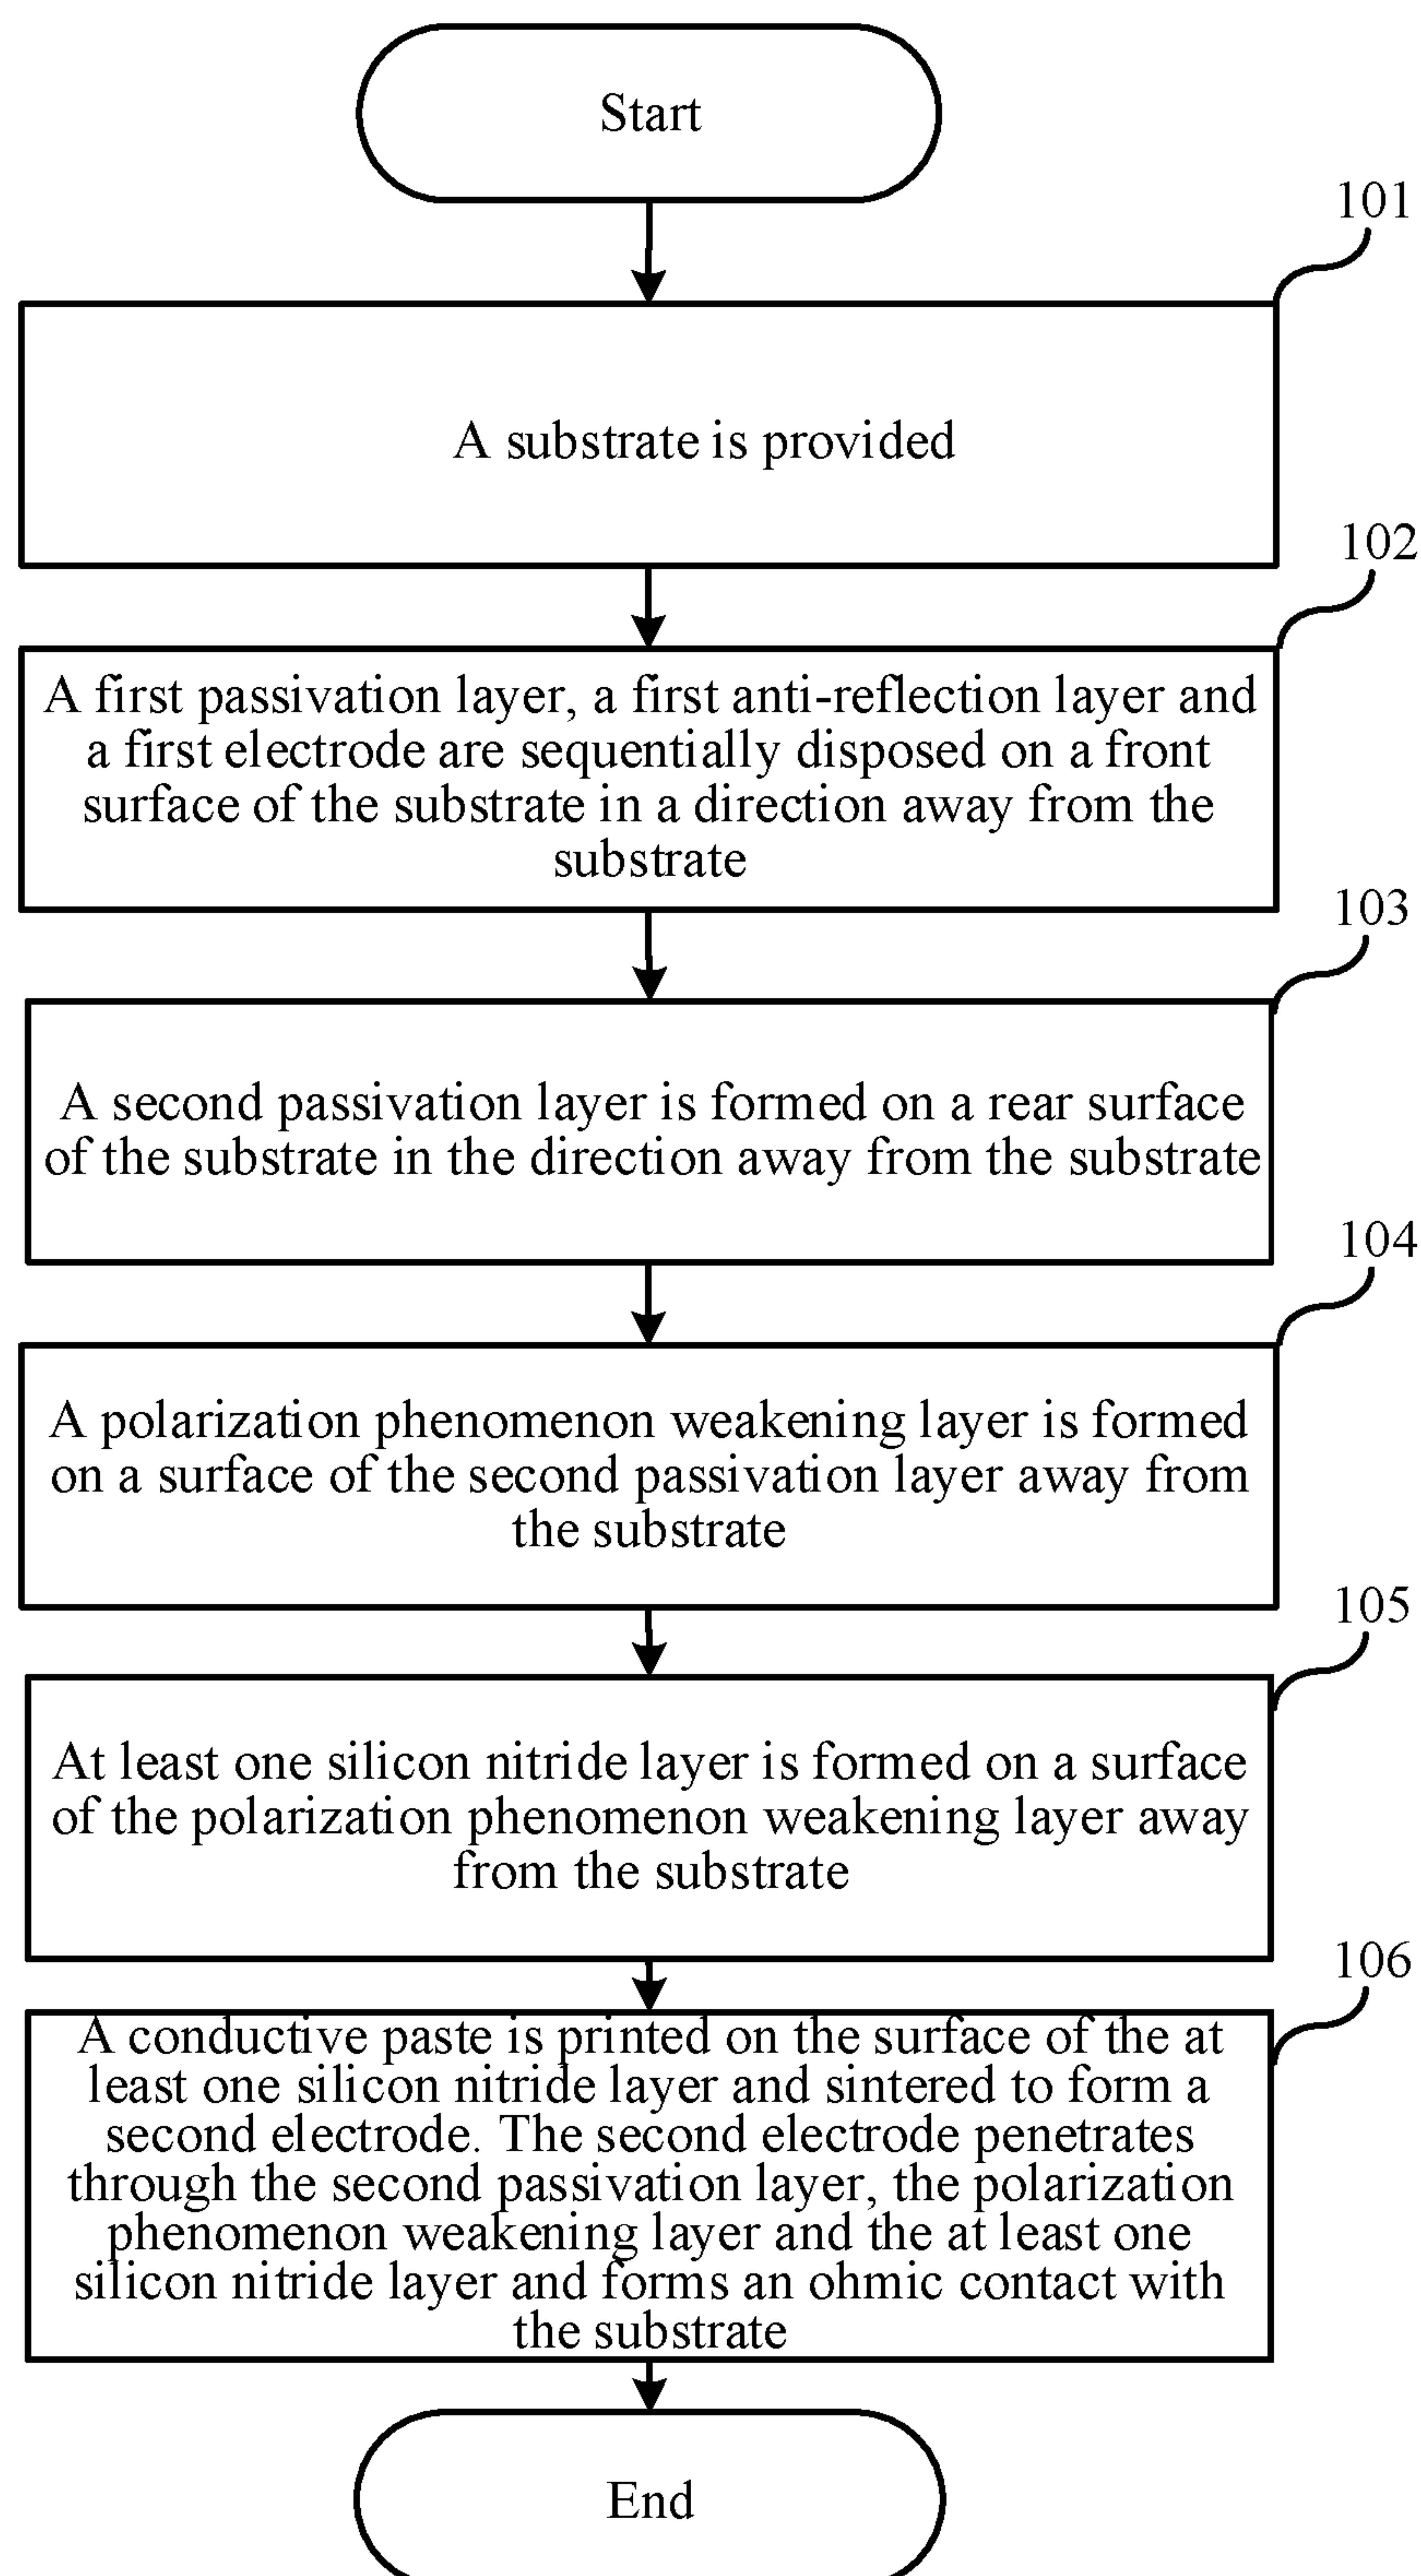 Start
101
A substrate is provided
102
A first passivation layer, a first anti-reflection layer and
a first electrode are sequentially disposed on a front
surface of the substrate in a direction away from the
substrate
103
A second passivation layer is formed on a rear surface
of the substrate in the direction away from the substrate
104
A polarization phenomenon weakening layer is formed
on a surface of the second passivation layer away from
the substrate
105
At least one silicon nitride layer is formed on a surface
of the polarization phenomenon weakening layer away
from the substrate
106
A conductive paste is printed on the surface of the at
least one silicon nitride layer and sintered to form a
second electrode. The second electrode penetrates
through the second passivation layer, the polarization
phenomenon weakening layer and the at least one
silicon nitride layer and forms an ohmic contact with
the substrate
End